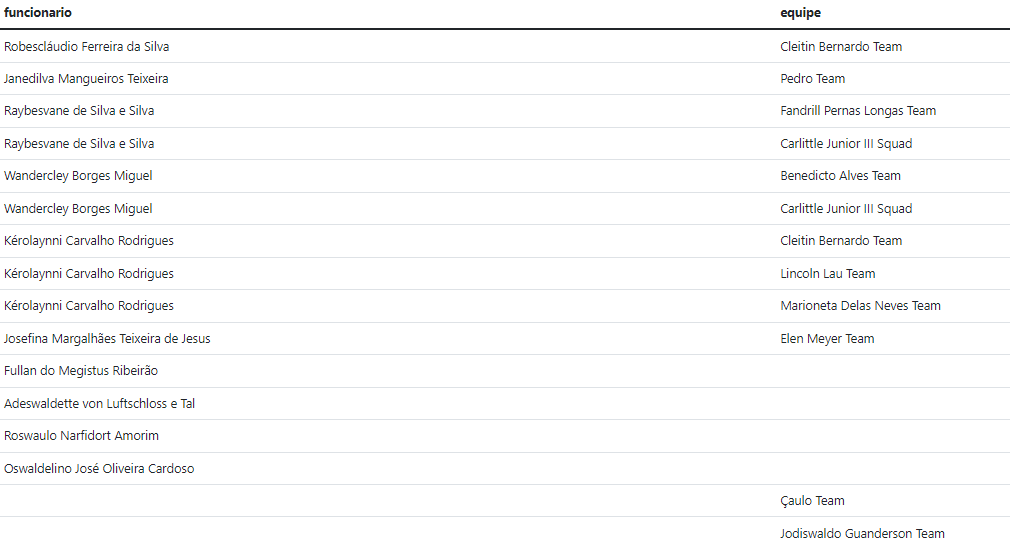 funcionario equipe
Robescláudio Ferreira da Silva Cleitin Bernardo Team
Janedilva Mangueiros Teixeira Pedro Team
Raybesvane de Silva e Silva Fandrill Pernas Longas Team
Raybesvane de Silva e Silva Carlittle Junior III Squad
Wandercley Borges Miguel Benedicto Alves Team
Wandercley Borges Miguel Carlittle Junior III Squad
Kérolaynni Carvalho Rodrigues Cleitin Bernardo Team
Kérolaynni Carvalho Rodrigues Lincoln Lau Team
Kérolaynni Carvalho Rodrigues Marioneta Delas Neves Team
Josefina Margalhães Teixeira de Jesus Elen Meyer Team
Fullan do Megistus Ribeirão
Adeswaldette von Luftschloss e Tal
Roswaulo Narfidort Amorim
Oswaldelino José Oliveira Cardoso
Çaulo Team
Jodiswaldo Guanderson Team